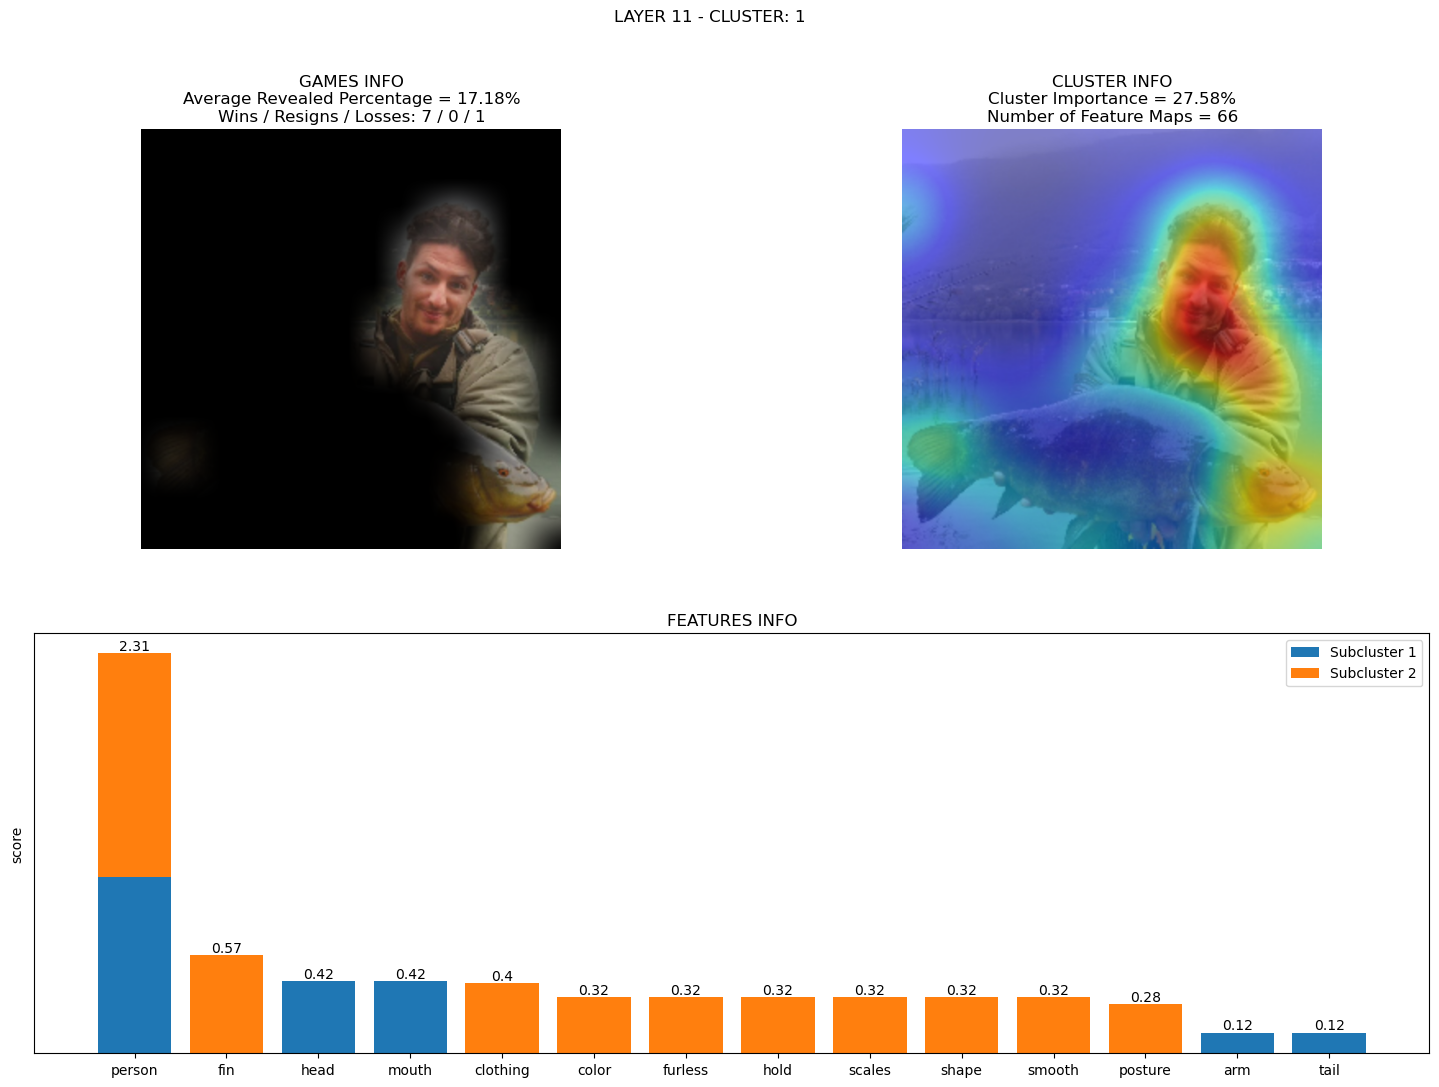 LAYER 11 - CLUSTER: 1
GAMES INFO
Average Revealed Percentage = 17.18%
Wins / Resigns / Losses: 7 / 0 / 1
CLUSTER INFO
Cluster Importance = 27.58%
Number of Feature Maps = 66
FEATURES INFO
score
Subcluster 1
Subcluster 2
2.31
0.57
0.42
0.42
0.4
0.32
0.32
0.32
0.32
0.32
0.32
0.28
0.12
0.12
person
fin
head
mouth
clothing
color
furless
hold
scales
shape
smooth
posture
arm
tail